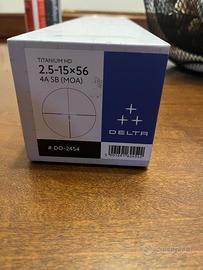 TITANIUM HD
2.5-15×56
4A SB (MOA)
DELTA
# DO-2454